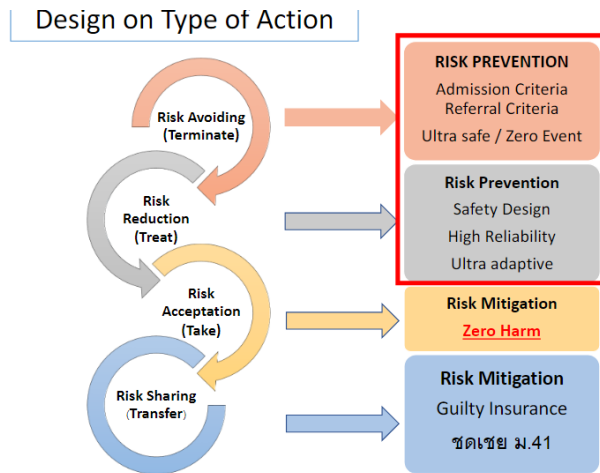 Design on Type of Action
Risk Avoiding
(Terminate)
RISK PREVENTION
Admission Criteria
Referral Criteria
Ultra safe / Zero Event
Risk
Reduction
(Treat)
Risk Prevention
Safety Design
High Reliability
Ultra adaptive
Risk
Acceptation
(Take)
Risk Mitigation
Zero Harm
Risk Sharing
(Transfer)
Risk Mitigation
Guilty Insurance
ชดเชย ม.41